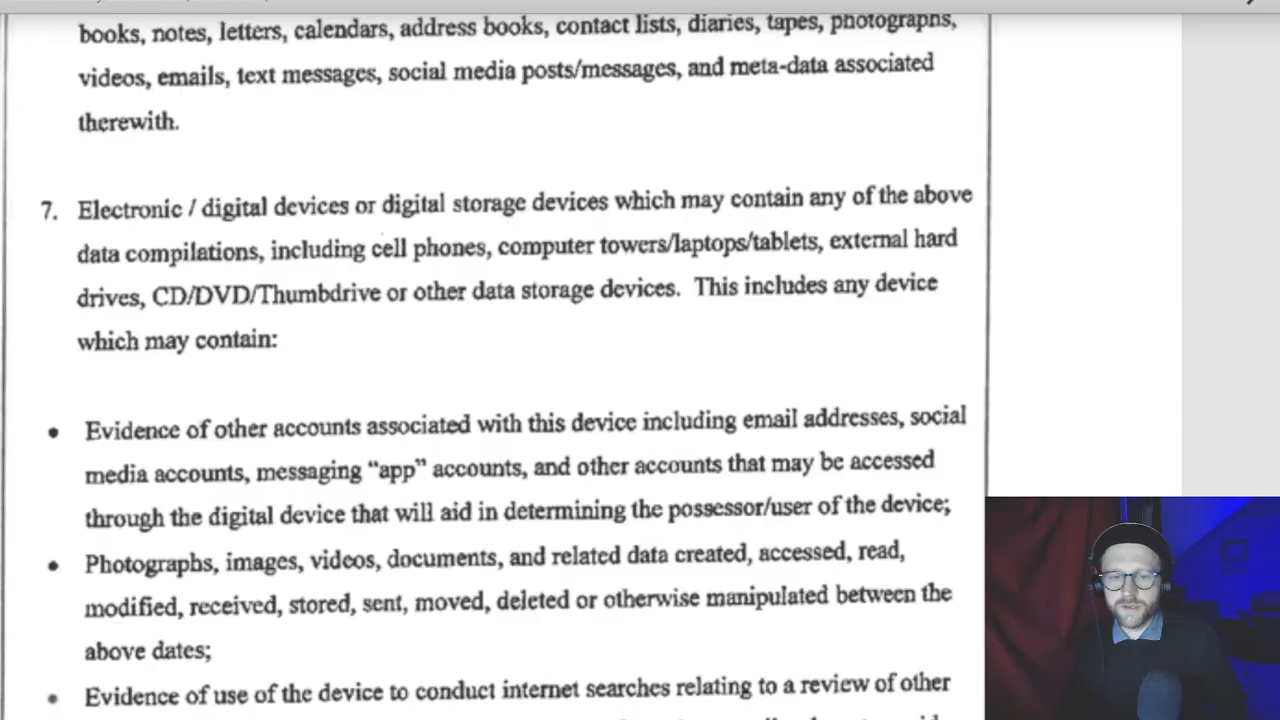 books, notes, letters, calendars, address books, contact lists, diaries, tapes, photographs,
videos, emails, text messages, social media posts/messages, and meta-data associated
therewith.
7. Electronic / digital devices or digital storage devices which may contain any of the above
data compilations, including cell phones, computer towers/laptops/tablets, external hard
drives, CD/DVD/Thumbdrive or other data storage devices. This includes any device
which may contain:
• Evidence of other accounts associated with this device including email addresses, social
media accounts, messaging “app” accounts, and other accounts that may be accessed
through the digital device that will aid in determining the possessor/user of the device;
• Photographs, images, videos, documents, and related data created, accessed, read,
modified, received, stored, sent, moved, deleted or otherwise manipulated between the
above dates;
• Evidence of use of the device to conduct internet searches relating to a review of other